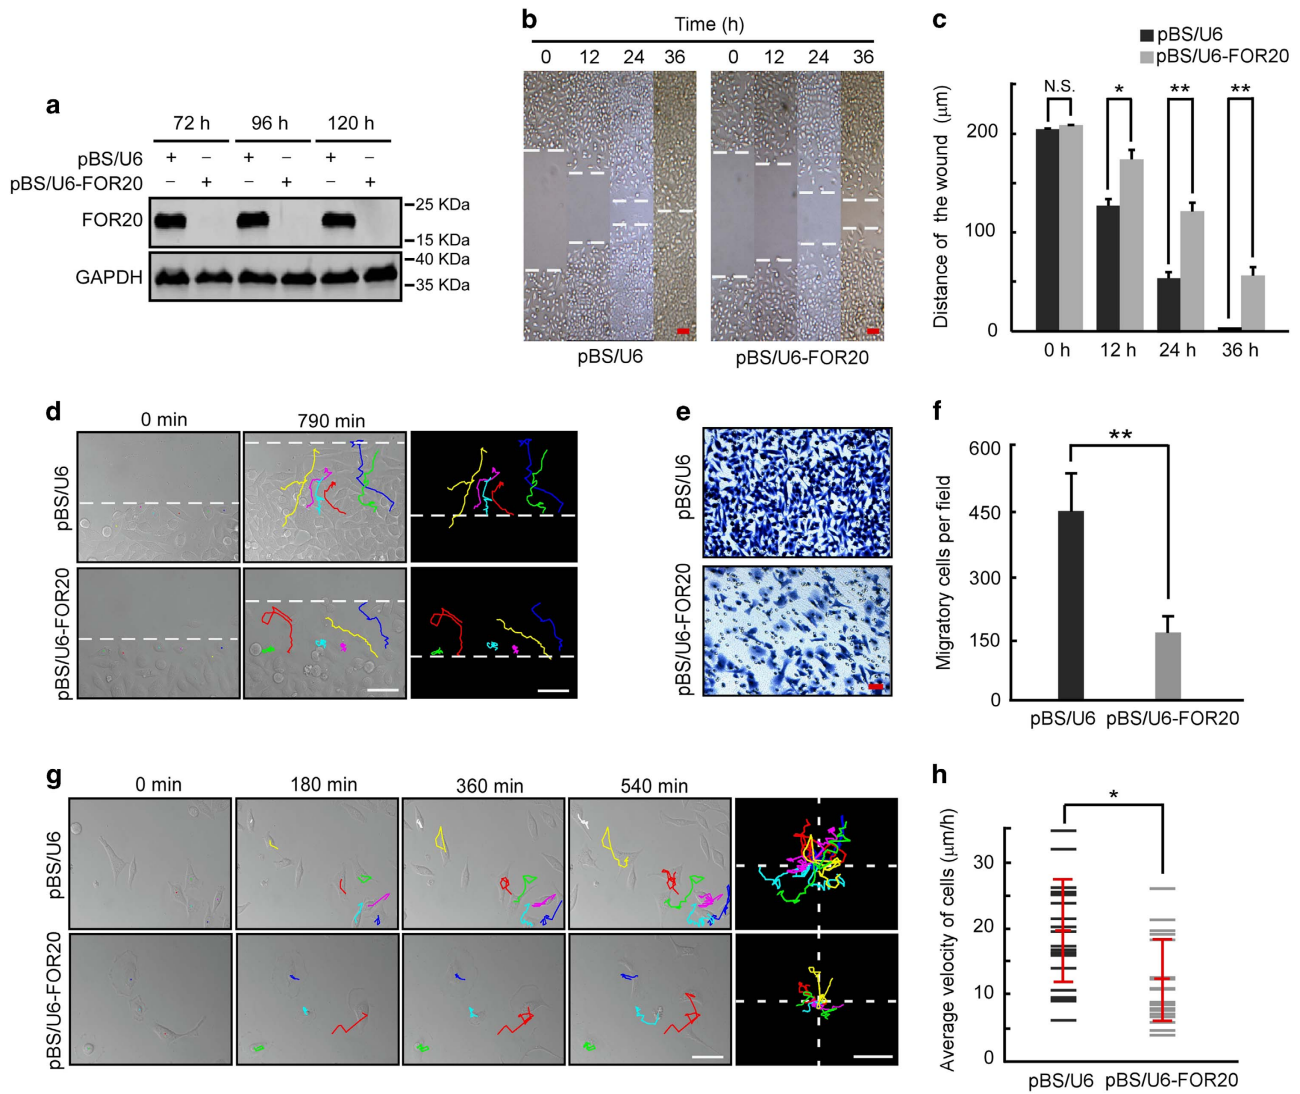 a
72 h 96 h 120 h
pBS/U6 + – + – + –
pBS/U6-FOR20 – + – + – +
FOR20
25 KDa
15 KDa
GAPDH
40 KDa
35 KDa
b
Time (h)
0 12 24 36 0 12 24 36
pBS/U6 pBS/U6-FOR20
c
pBS/U6
pBS/U6-FOR20
Distance of the wound (μm)
200
100
0
N.S. * ** **
0 h 12 h 24 h 36 h
d
0 min 790 min
pBS/U6
pBS/U6-FOR20
e
pBS/U6
pBS/U6-FOR20
f
Migratory cells per field
600
450
300
150
0
**
pBS/U6 pBS/U6-FOR20
g
0 min 180 min 360 min 540 min
pBS/U6
pBS/U6-FOR20
h
Average velocity of cells (μm/h)
30
20
10
0
*
pBS/U6 pBS/U6-FOR20